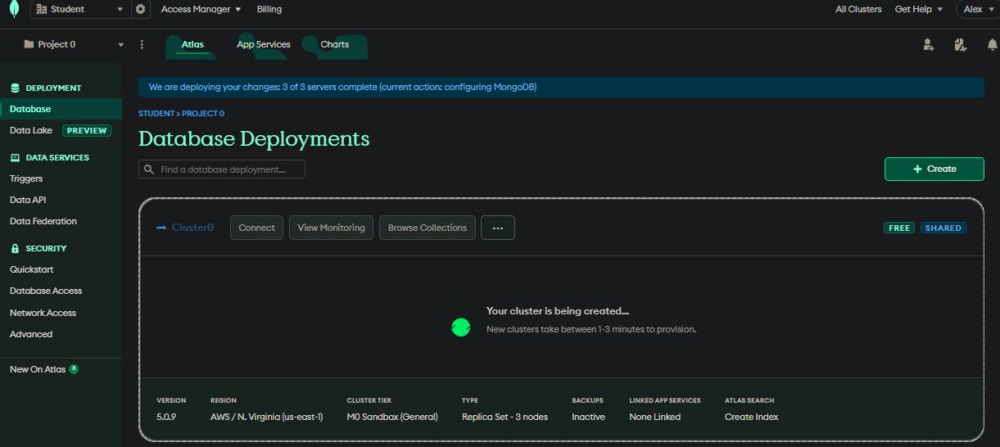 Student
Access Manager
Billing
All Clusters
Get Help
Alex
Project 0
Atlas
App Services
Charts
DEPLOYMENT
Database
Data Lake PREVIEW
DATA SERVICES
Triggers
Data API
Data Federation
SECURITY
Quickstart
Database Access
Network Access
Advanced
New On Atlas 8
We are deploying your changes: 3 of 3 servers complete (current action: configuring MongoDB)
STUDENT > PROJECT 0
Database Deployments
Find a database deployment...
+ Create
Cluster0
Connect
View Monitoring
Browse Collections
...
FREE
SHARED
Your cluster is being created...
New clusters take between 1-3 minutes to provision.
VERSION
5.0.9
REGION
AWS / N. Virginia (us-east-1)
CLUSTER TIER
M0 Sandbox (General)
TYPE
Replica Set - 3 nodes
BACKUPS
Inactive
LINKED APP SERVICES
None Linked
ATLAS SEARCH
Create Index